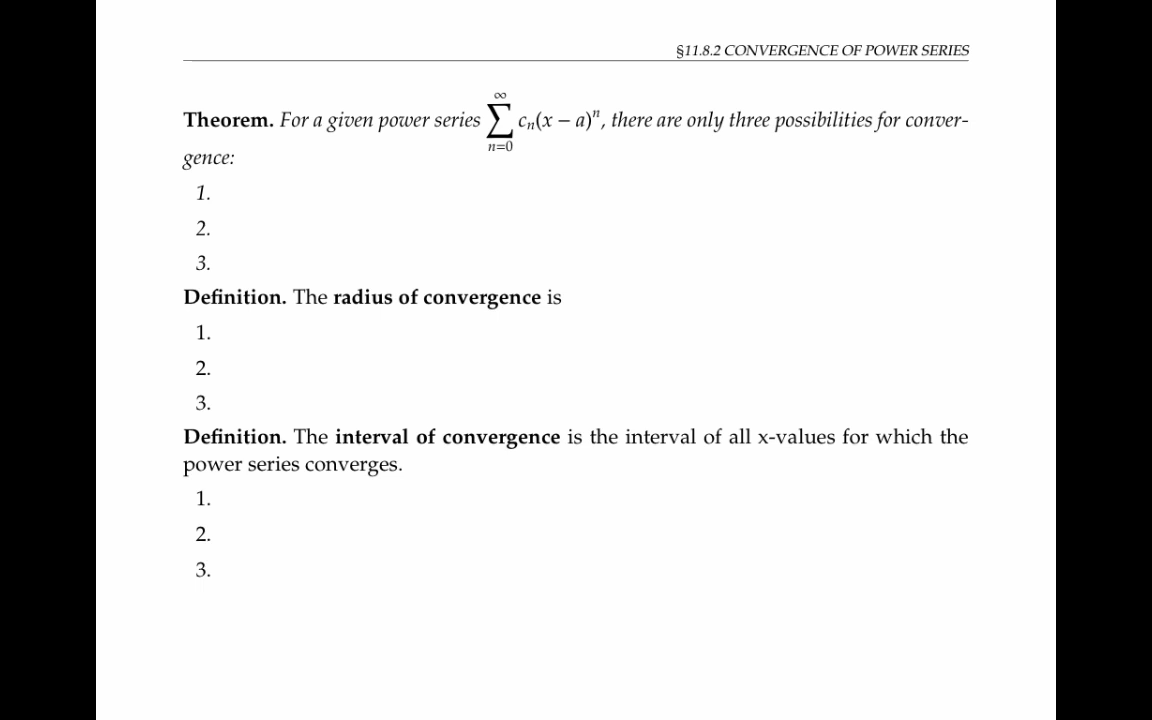 §11.8.2 CONVERGENCE OF POWER SERIES
Theorem. For a given power series $\sum_{n=0}^{\infty} c_n(x-a)^n$, there are only three possibilities for conver-
gence:
1.
2.
3.
Definition. The radius of convergence is
1.
2.
3.
Definition. The interval of convergence is the interval of all x-values for which the
power series converges.
1.
2.
3.